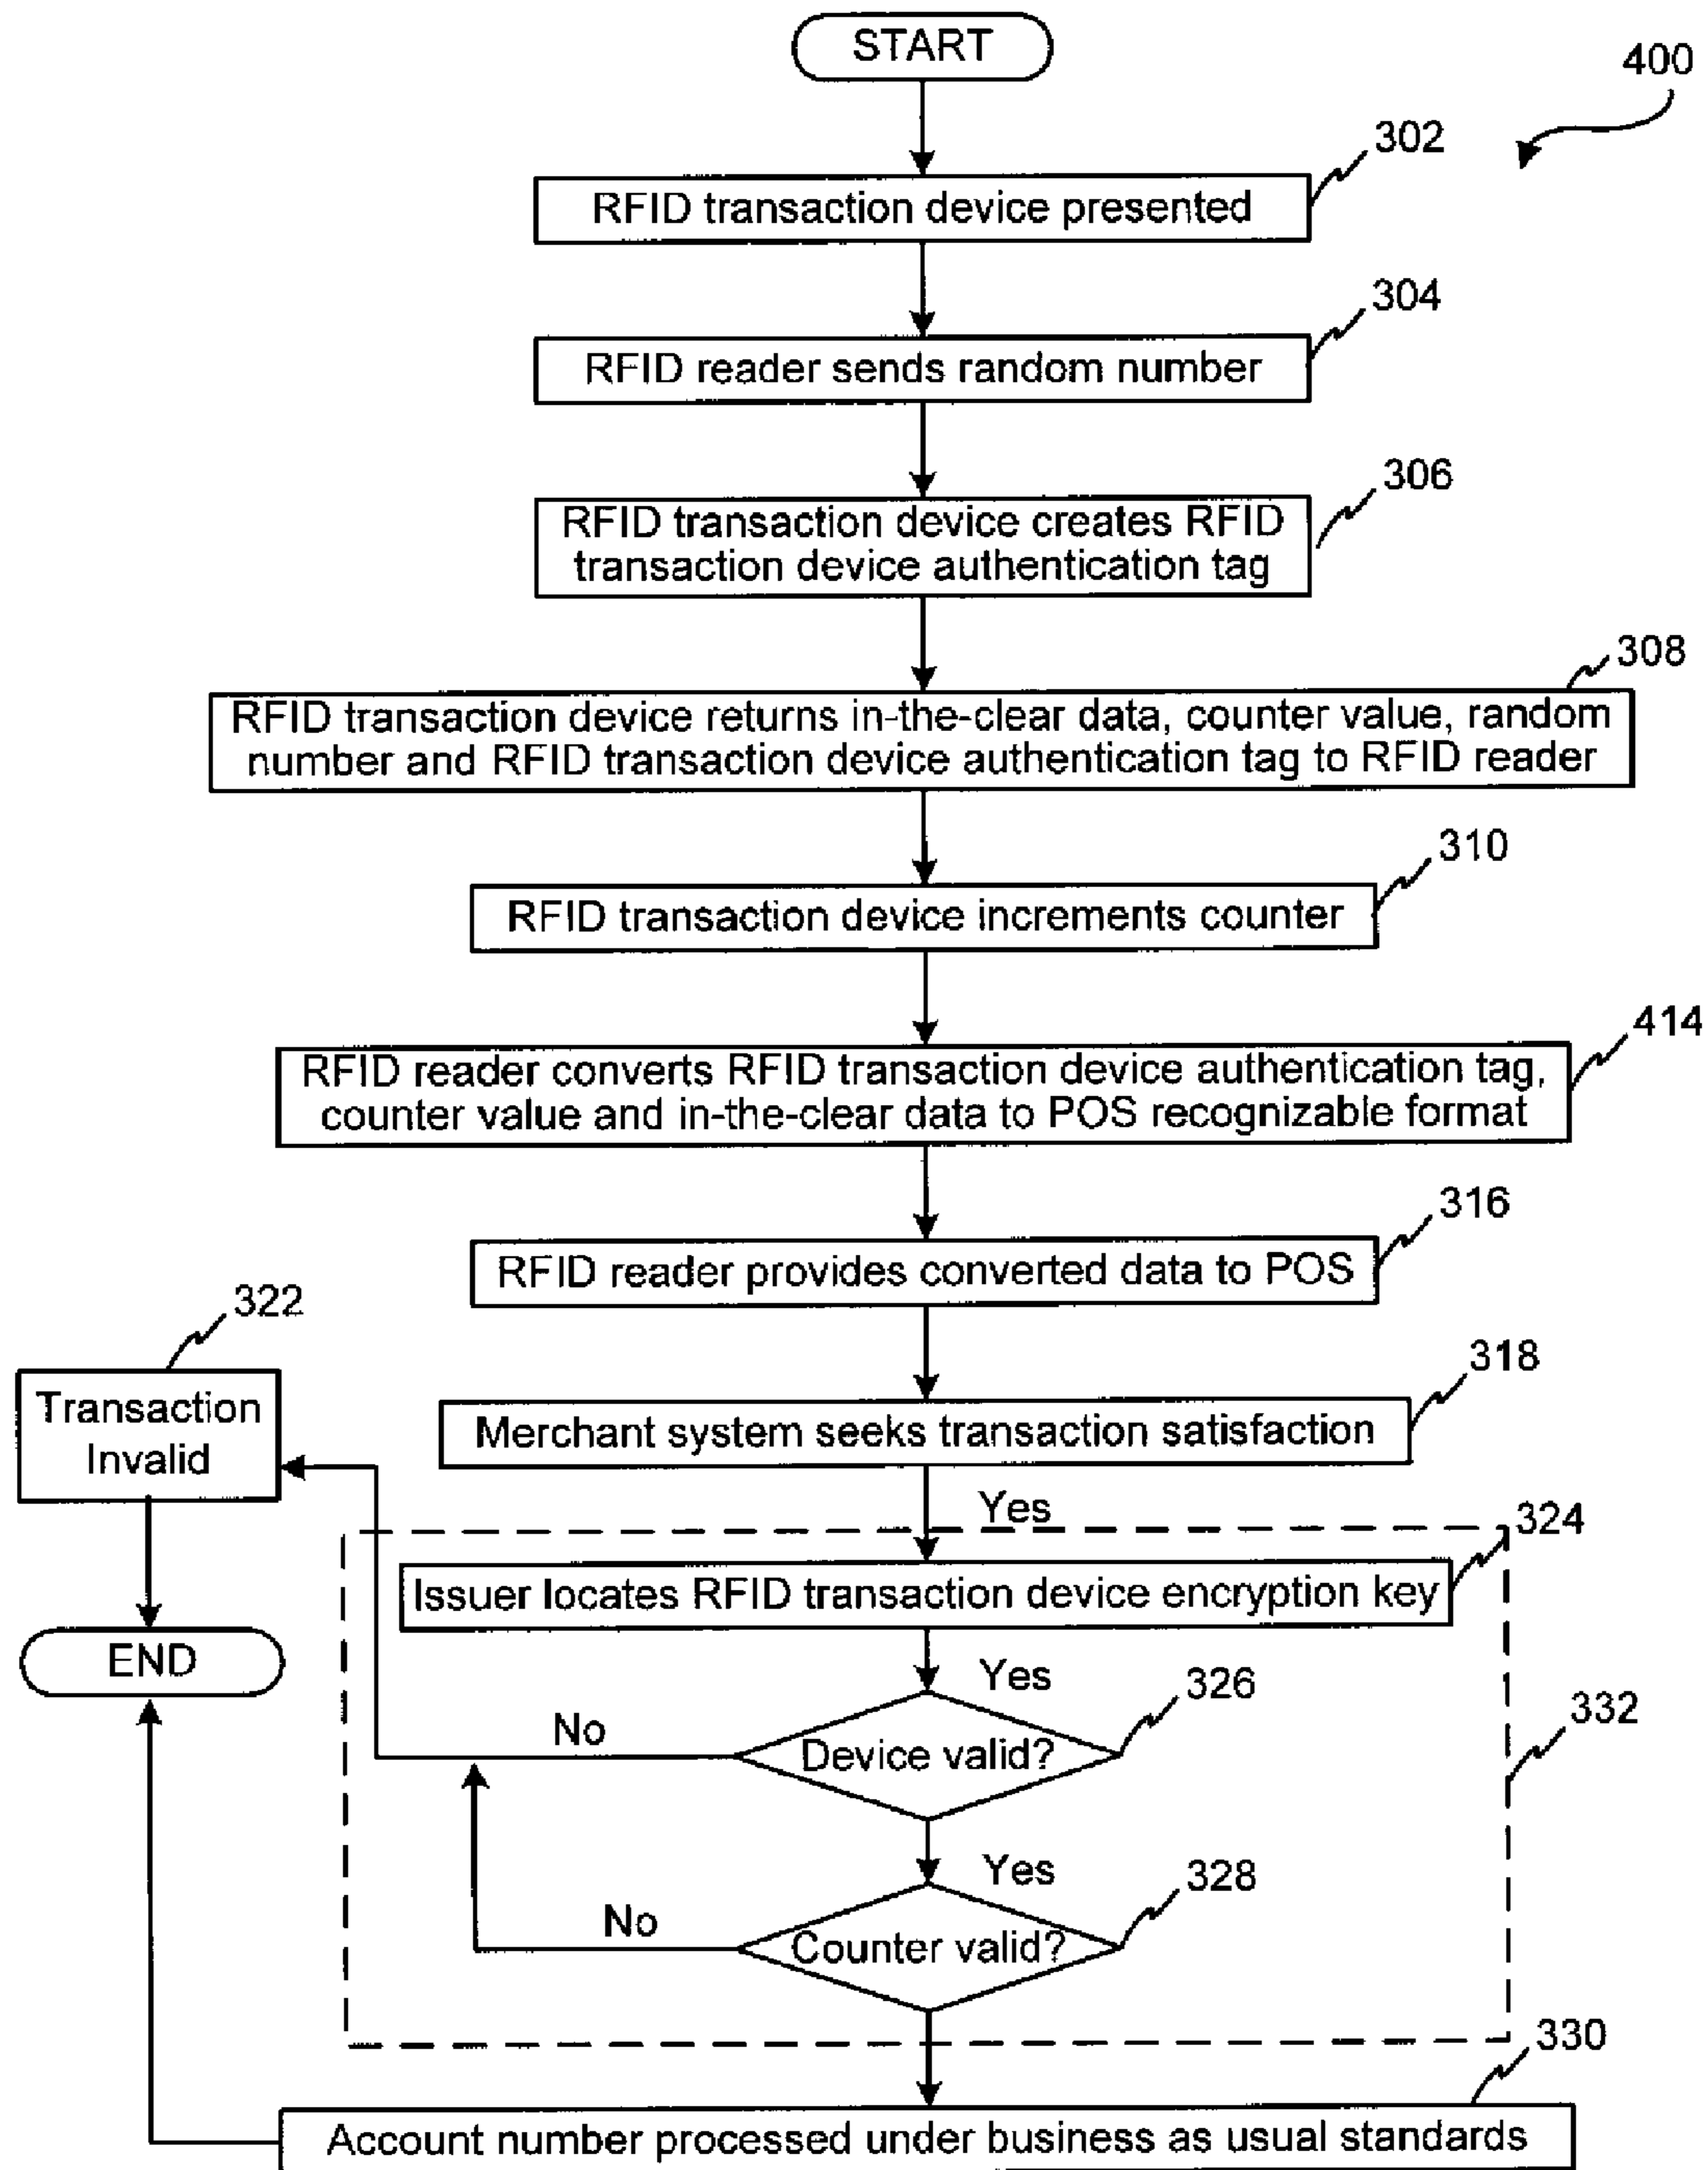 START
400
302
RFID transaction device presented
304
RFID reader sends random number
306
RFID transaction device creates RFID
transaction device authentication tag
308
RFID transaction device returns in-the-clear data, counter value, random
number and RFID transaction device authentication tag to RFID reader
310
RFID transaction device increments counter
414
RFID reader converts RFID transaction device authentication tag,
counter value and in-the-clear data to POS recognizable format
316
RFID reader provides converted data to POS
322
Transaction
Invalid
318
Merchant system seeks transaction satisfaction
Yes
324
Issuer locates RFID transaction device encryption key
END
Yes
326
332
No
Device valid?
Yes
328
No
Counter valid?
330
Account number processed under business as usual standards